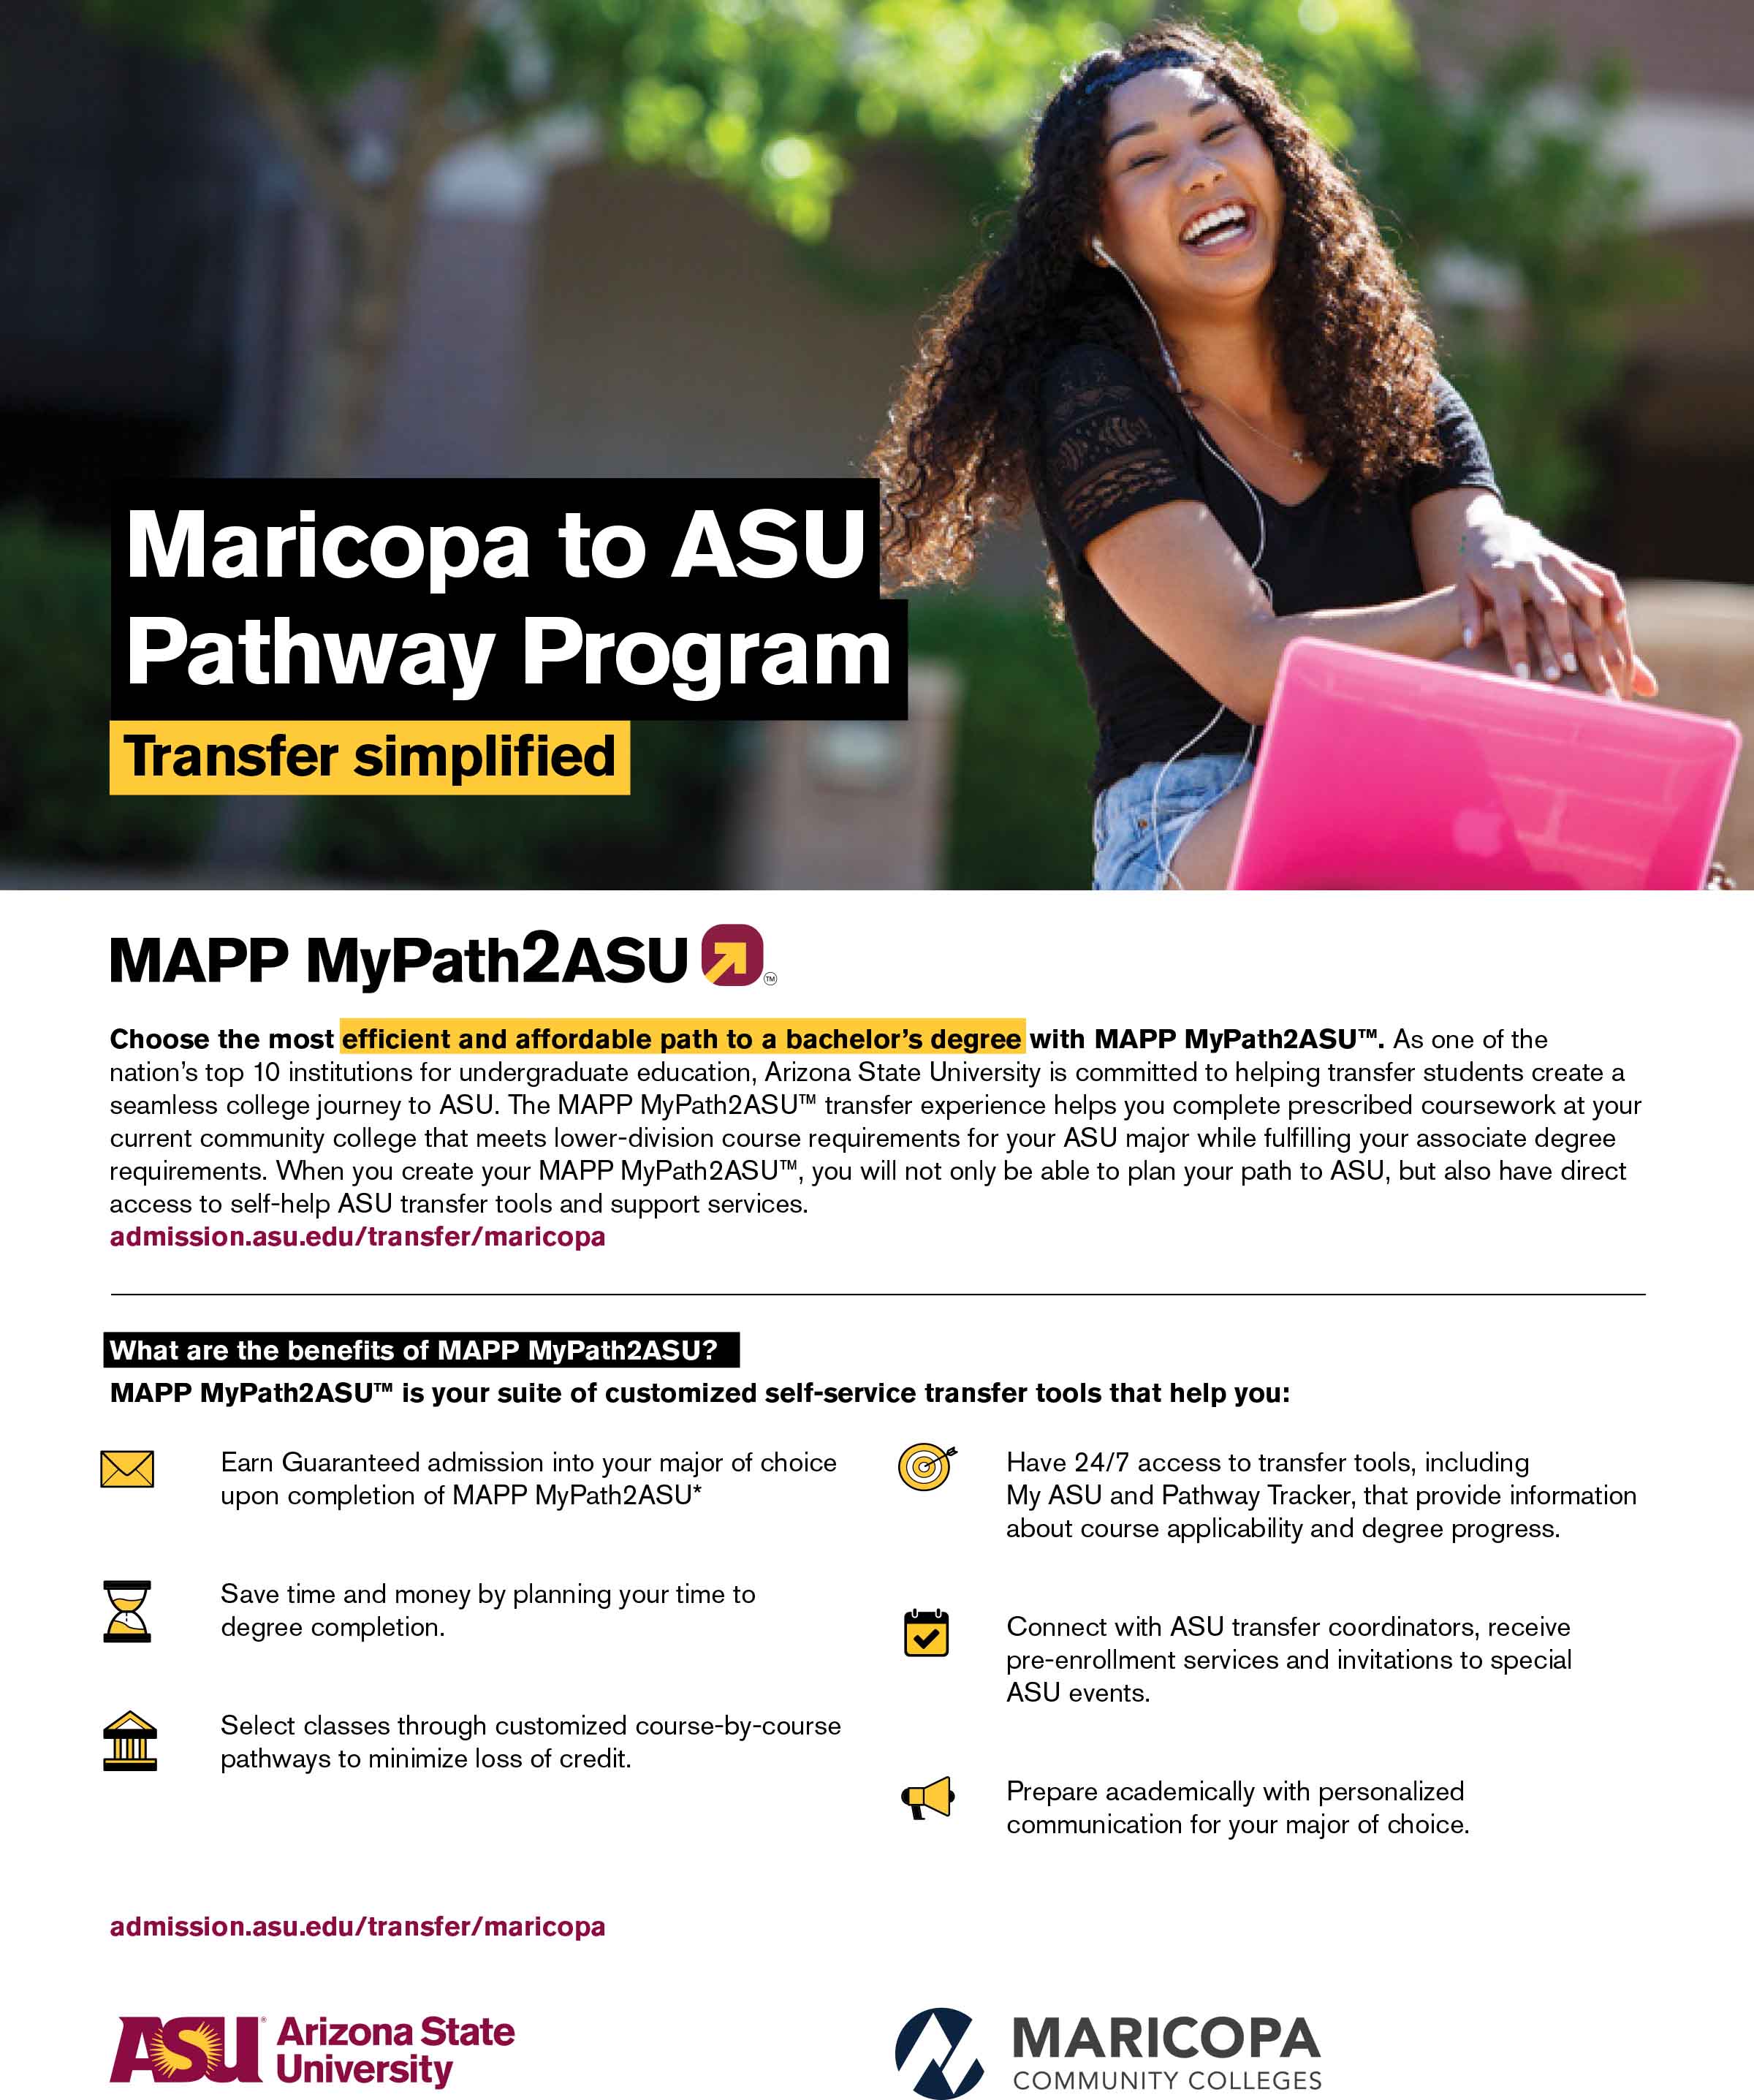 Maricopa to ASU
Pathway Program
Transfer simplified
MAPP MyPath2ASU ™
Choose the most efficient and affordable path to a bachelor’s degree with MAPP MyPath2ASU™. As one of the
nation’s top 10 institutions for undergraduate education, Arizona State University is committed to helping transfer students create a
seamless college journey to ASU. The MAPP MyPath2ASU™ transfer experience helps you complete prescribed coursework at your
current community college that meets lower-division course requirements for your ASU major while fulfilling your associate degree
requirements. When you create your MAPP MyPath2ASU™, you will not only be able to plan your path to ASU, but also have direct
access to self-help ASU transfer tools and support services.
admission.asu.edu/transfer/maricopa
What are the benefits of MAPP MyPath2ASU?
MAPP MyPath2ASU™ is your suite of customized self-service transfer tools that help you:
Earn Guaranteed admission into your major of choice
upon completion of MAPP MyPath2ASU*
Save time and money by planning your time to
degree completion.
Select classes through customized course-by-course
pathways to minimize loss of credit.
Have 24/7 access to transfer tools, including
My ASU and Pathway Tracker, that provide information
about course applicability and degree progress.
Connect with ASU transfer coordinators, receive
pre-enrollment services and invitations to special
ASU events.
Prepare academically with personalized
communication for your major of choice.
admission.asu.edu/transfer/maricopa
ASU® Arizona State
University
MARICOPA
COMMUNITY COLLEGES